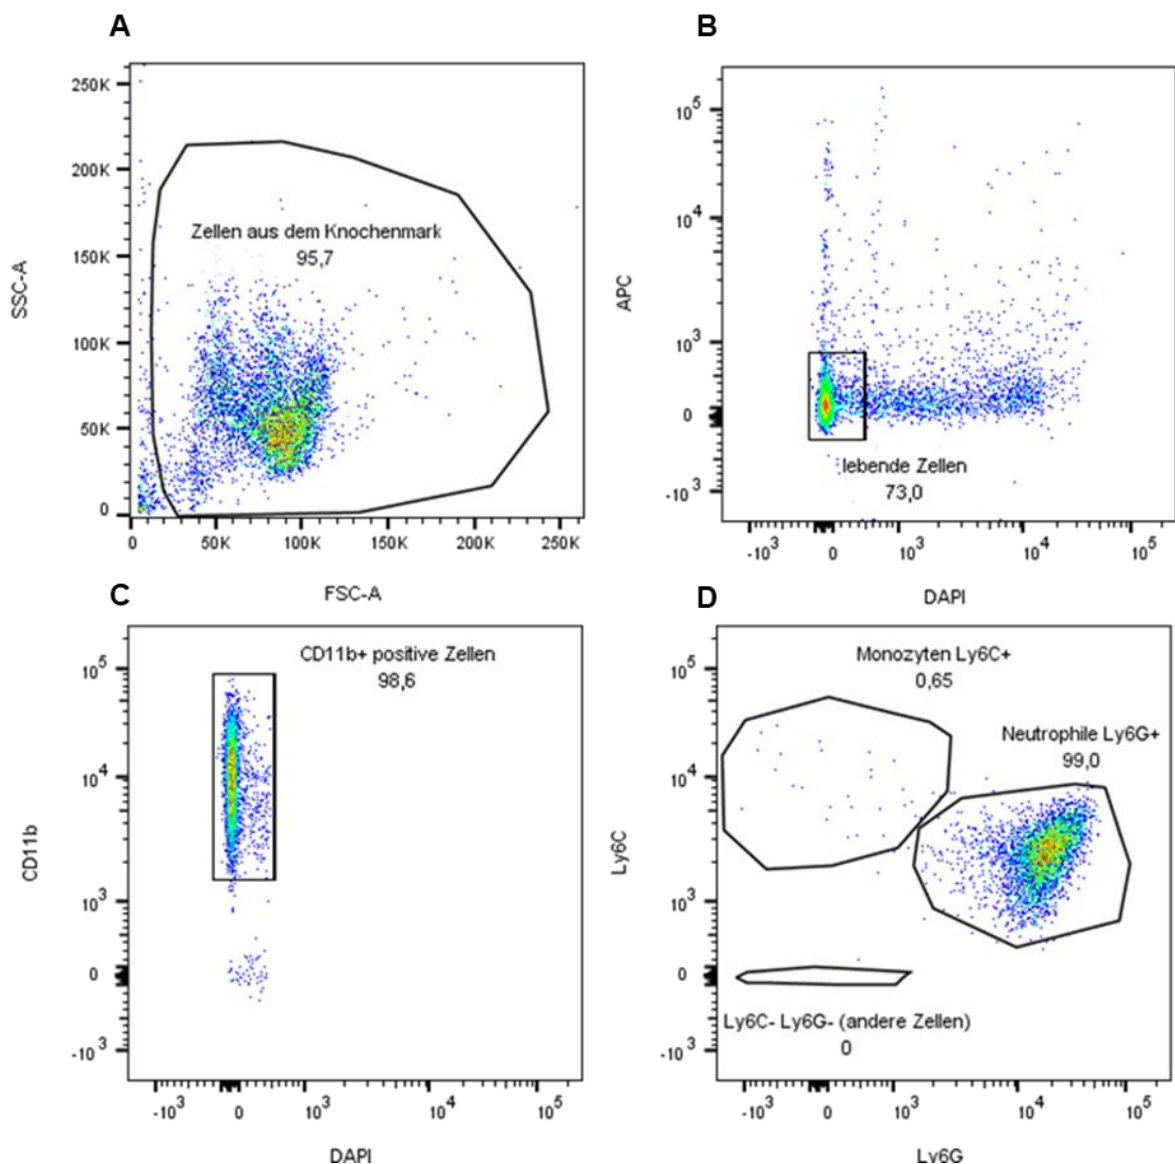 A
250K
200K
150K
100K
50K
0
SSC-A
Zellen aus dem Knochenmark
95,7
0 50K 100K 150K 200K 250K
FSC-A
B
10^5
10^4
10^3
0
-10^3
APC
lebende Zellen
73,0
-10^3 0 10^3 10^4 10^5
DAPI
C
10^5
10^4
10^3
0
-10^3
CD11b
CD11b+ positive Zellen
98,6
-10^3 0 10^3 10^4 10^5
DAPI
D
10^5
10^4
10^3
0
-10^3
Ly6C
Monozyten Ly6C+
0,65
Neutrophile Ly6G+
99,0
Ly6C- Ly6G- (andere Zellen)
0
-10^3 0 10^3 10^4 10^5
Ly6G